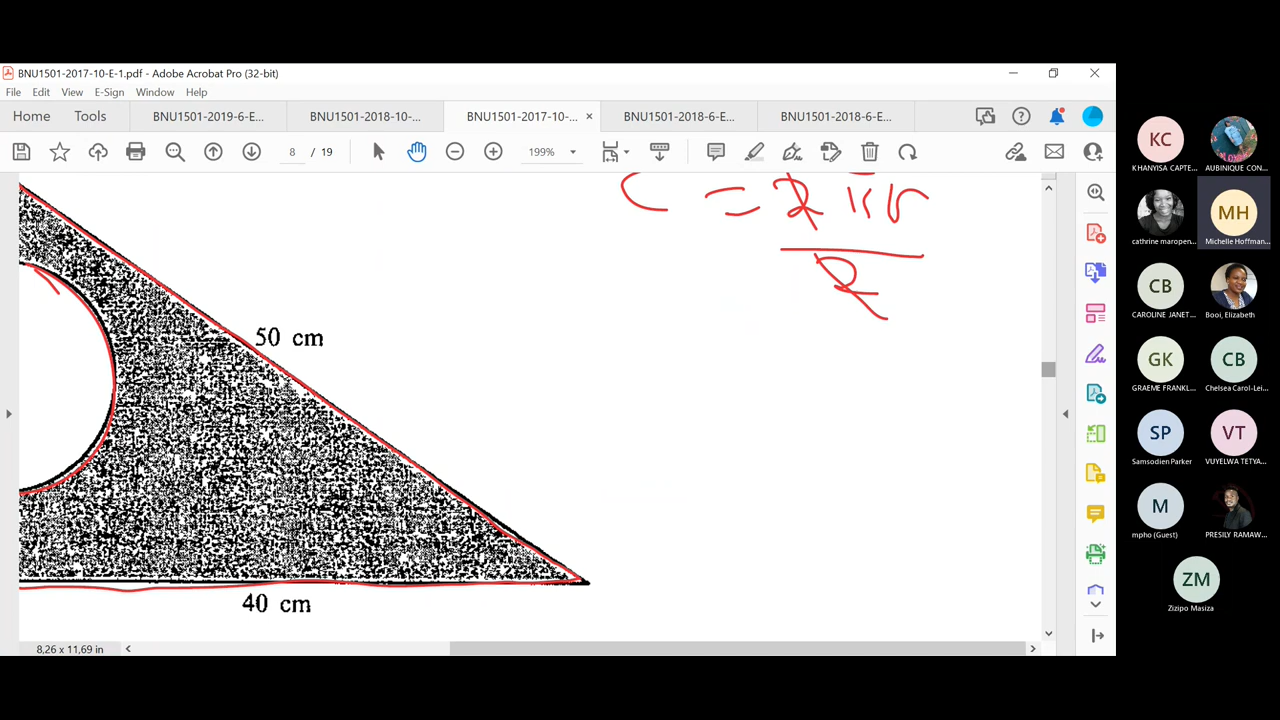 BNU1501-2017-10-E-1.pdf - Adobe Acrobat Pro (32-bit)
File Edit View E-Sign Window Help
Home Tools BNU1501-2019-6-E... BNU1501-2018-10-... BNU1501-2017-10-... × BNU1501-2018-6-E... BNU1501-2018-6-E...
8 / 19 199%
C = 2πr
2
50 cm
40 cm
8,26 x 11,69 in
KC
KHANYISA CAPTE...
AUBINIQUE CON...
cathrine maropen...
MH
Michelle Hoffman...
CB
CAROLINE JANET...
Booi, Elizabeth
GK
GRAEME FRANKL...
CB
Chelsea Carol-Lei...
SP
Samsodien Parker
VT
VUYELWA TETYA...
M
mpho (Guest)
PRESILY RAMAW...
ZM
Zizipo Masiza